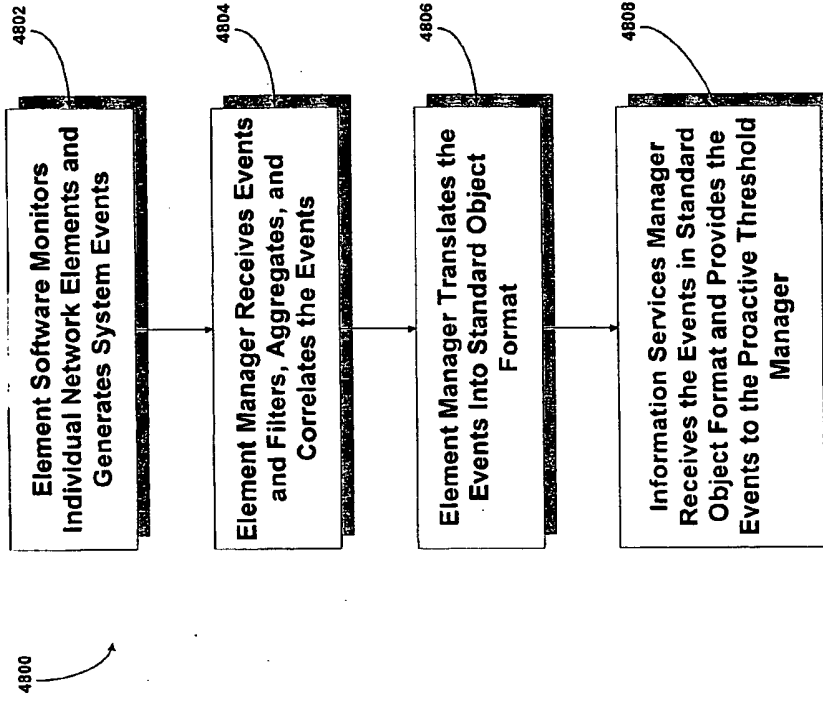 4800
Element Software Monitors
Individual Network Elements and
Generates System Events
4802
Element Manager Receives Events
and Filters, Aggregates, and
Correlates the Events
4804
Element Manager Translates the
Events Into Standard Object
Format
4806
Information Services Manager
Receives the Events in Standard
Object Format and Provides the
Events to the Proactive Threshold
Manager
4808